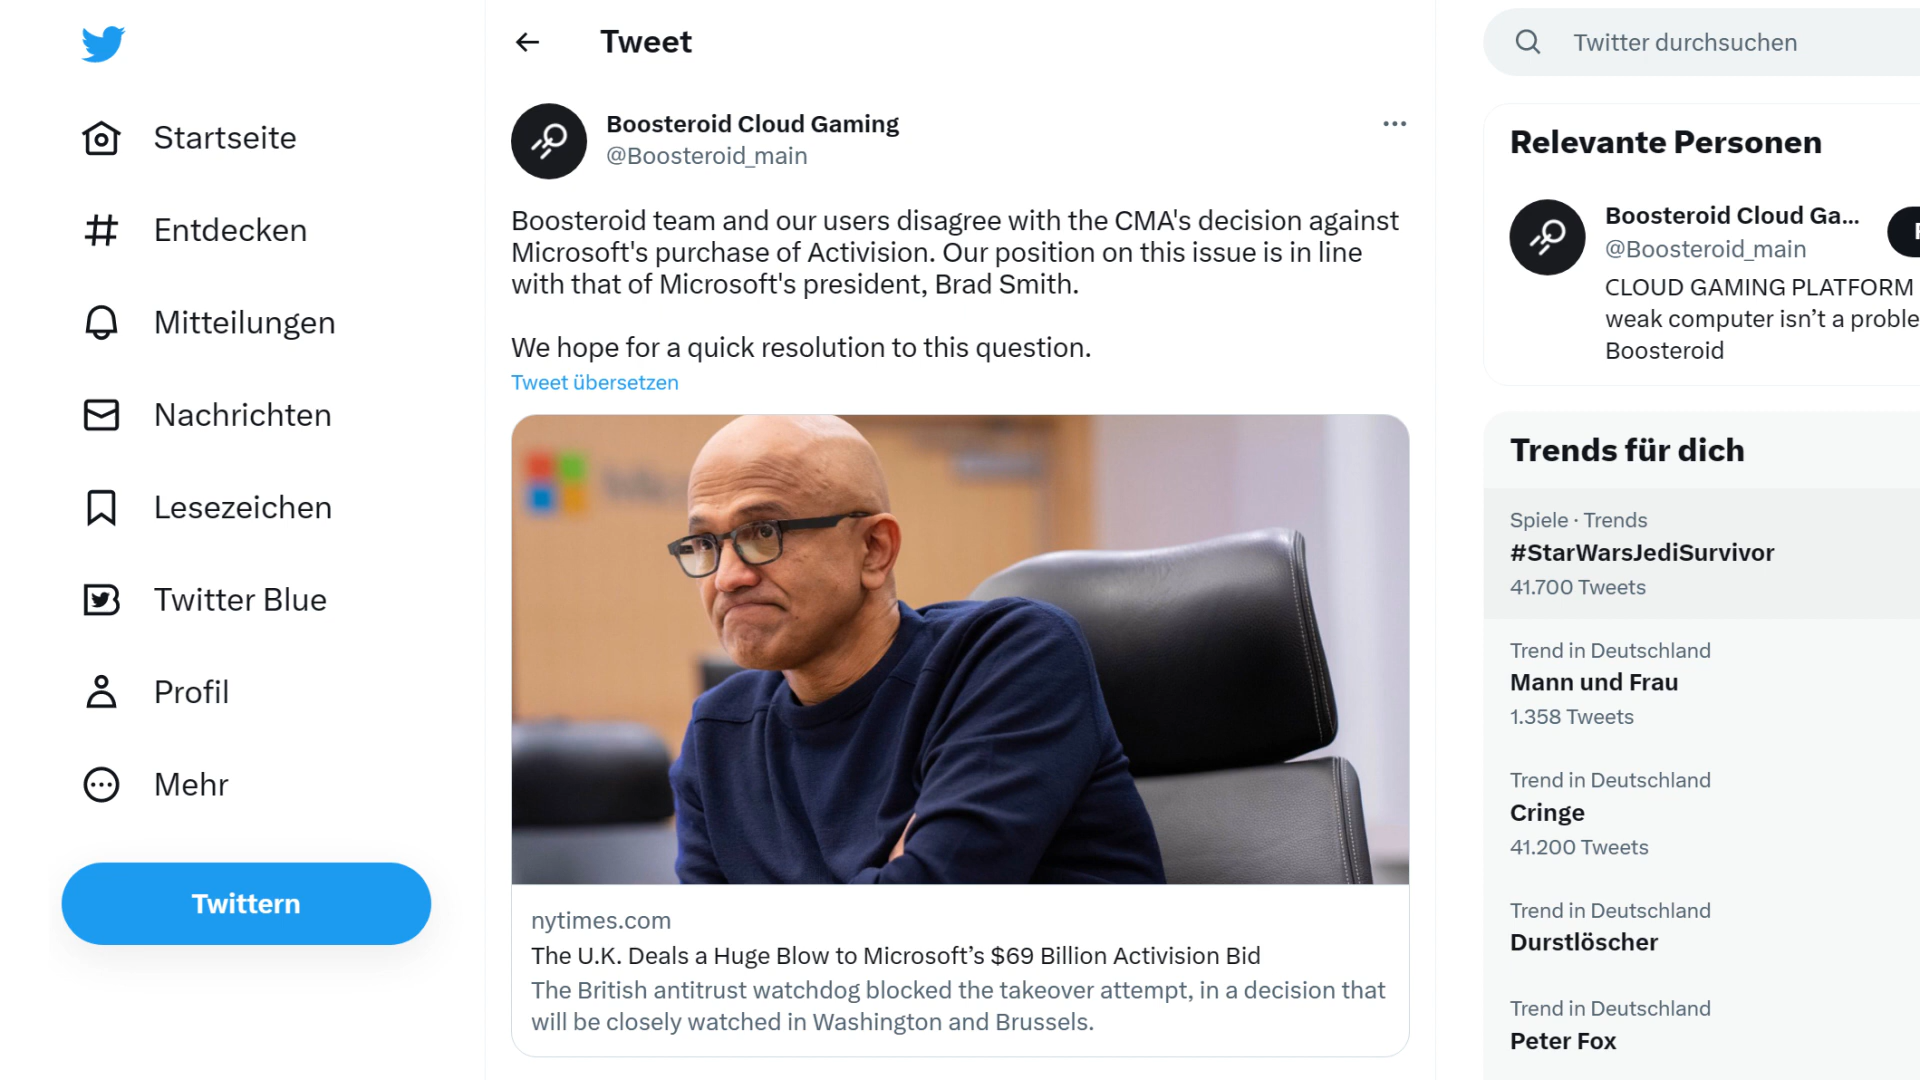 Startseite
Entdecken
Mitteilungen
Nachrichten
Lesezeichen
Twitter Blue
Profil
Mehr
Twittern
Tweet
Boosteroid Cloud Gaming
@Boosteroid_main
Boosteroid team and our users disagree with the CMA's decision against
Microsoft's purchase of Activision. Our position on this issue is in line
with that of Microsoft's president, Brad Smith.
We hope for a quick resolution to this question.
Tweet übersetzen
nytimes.com
The U.K. Deals a Huge Blow to Microsoft’s $69 Billion Activision Bid
The British antitrust watchdog blocked the takeover attempt, in a decision that
will be closely watched in Washington and Brussels.
Twitter durchsuchen
Relevante Personen
Boosteroid Cloud Ga...
@Boosteroid_main
CLOUD GAMING PLATFORM
weak computer isn’t a proble
Boosteroid
Trends für dich
Spiele · Trends
#StarWarsJediSurvivor
41.700 Tweets
Trend in Deutschland
Mann und Frau
1.358 Tweets
Trend in Deutschland
Cringe
41.200 Tweets
Trend in Deutschland
Durstlöscher
Trend in Deutschland
Peter Fox